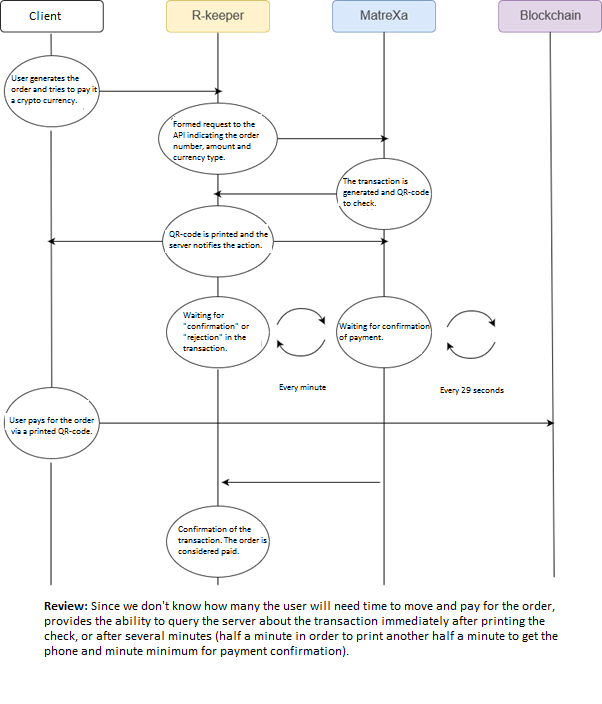 Client
R-keeper
MatreXa
Blockchain
User generates the
order and tries to pay it
a crypto currency.
Formed request to the
API indicating the order
number, amount and
currency type.
The transaction is
generated and QR-code
to check.
QR-code is printed and the
server notifies the action.
Waiting for
"confirmation" or
"rejection" in the
transaction.
Waiting for confirmation
of payment.
Every minute
Every 29 seconds
User pays for the order
via a printed QR-code.
Confirmation of the
transaction. The order is
considered paid.
Review: Since we don't know how many the user will need time to move and pay for the order,
provides the ability to query the server about the transaction immediately after printing the
check, or after several minutes (half a minute in order to print another half a minute to get the
phone and minute minimum for payment confirmation).